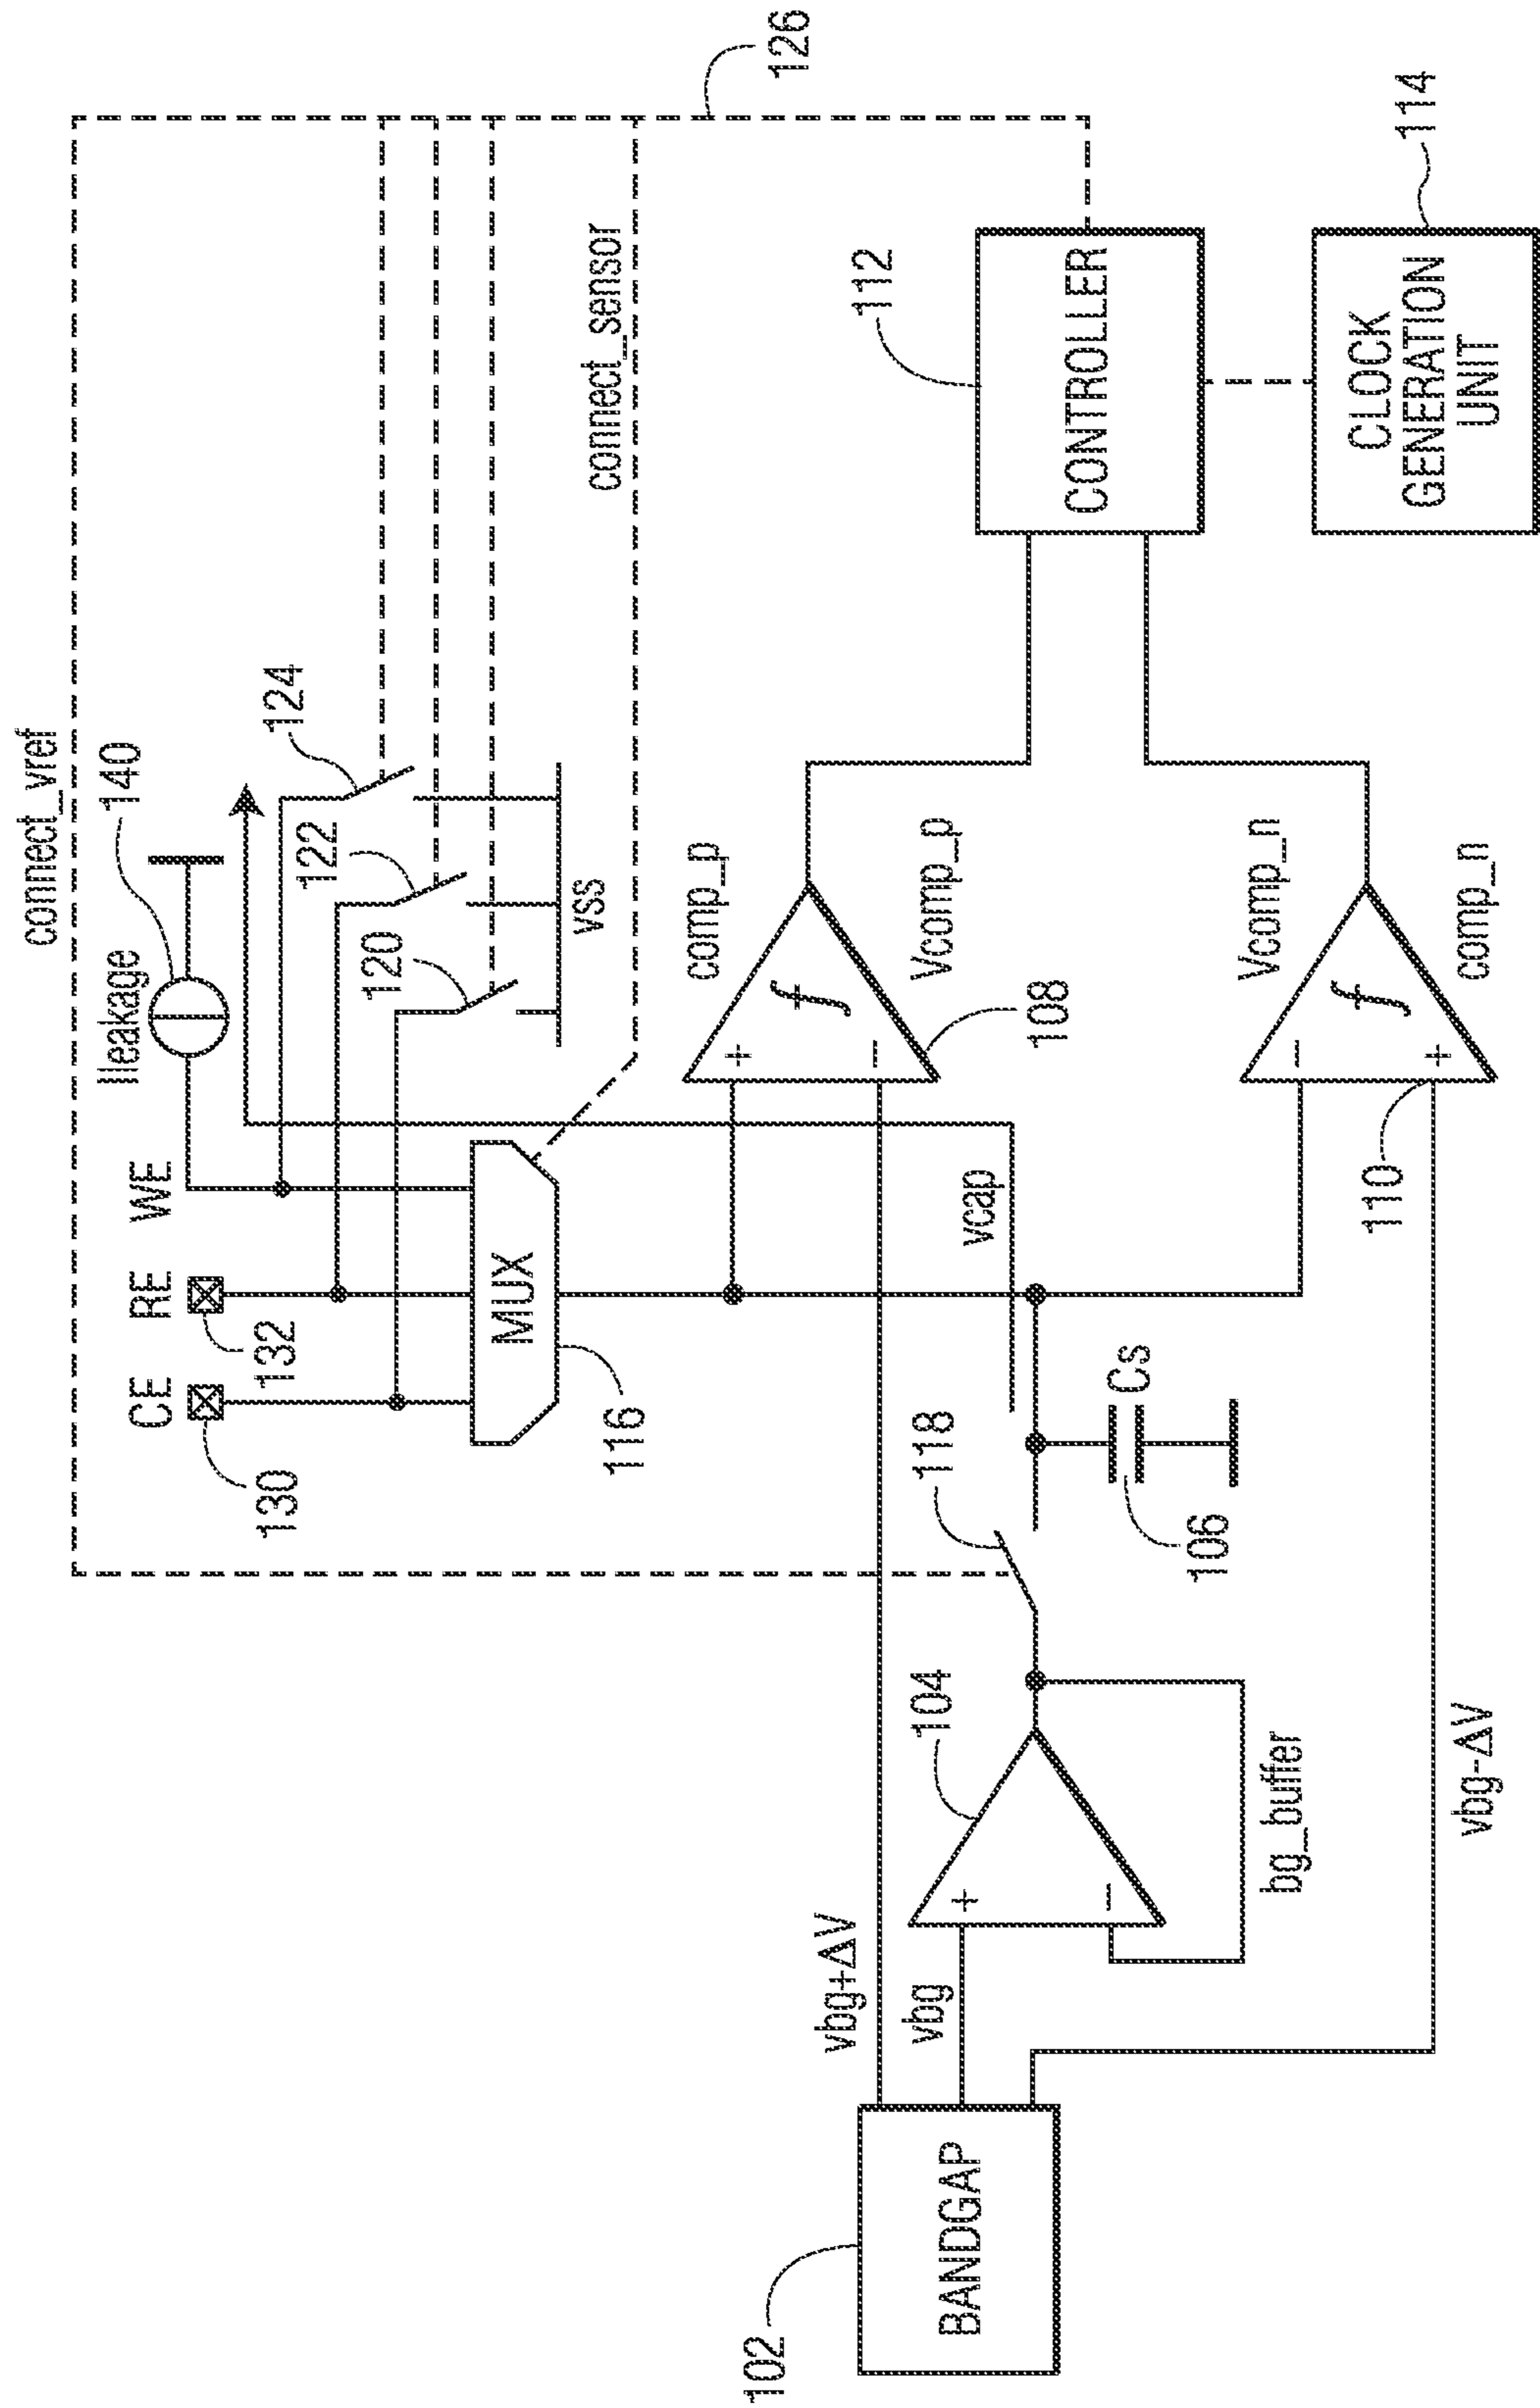 connect_vref
Ileakage
140
124
122
120
vss
connect_sensor
126
CE
RE
WE
130
132
MUX
116
comp_p
Vcomp_p
f
+
−
108
112
CONTROLLER
vcap
118
Cs
106
Vcomp_n
comp_n
f
−
+
110
CLOCK
GENERATION
UNIT
114
vbg+ΔV
vbg
104
+
−
bg_buffer
vbg-ΔV
BANDGAP
102